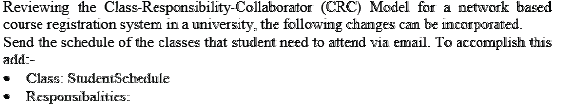 Reviewing the Class-Responsibility-Collaborator (CRC) Model for a network based
course registration system in a university, the following changes can be incorporated.
Send the schedule of the classes that student need to attend via email. To accomplish this
add:-
• Class: StudentSchedule
• Responsibalities: